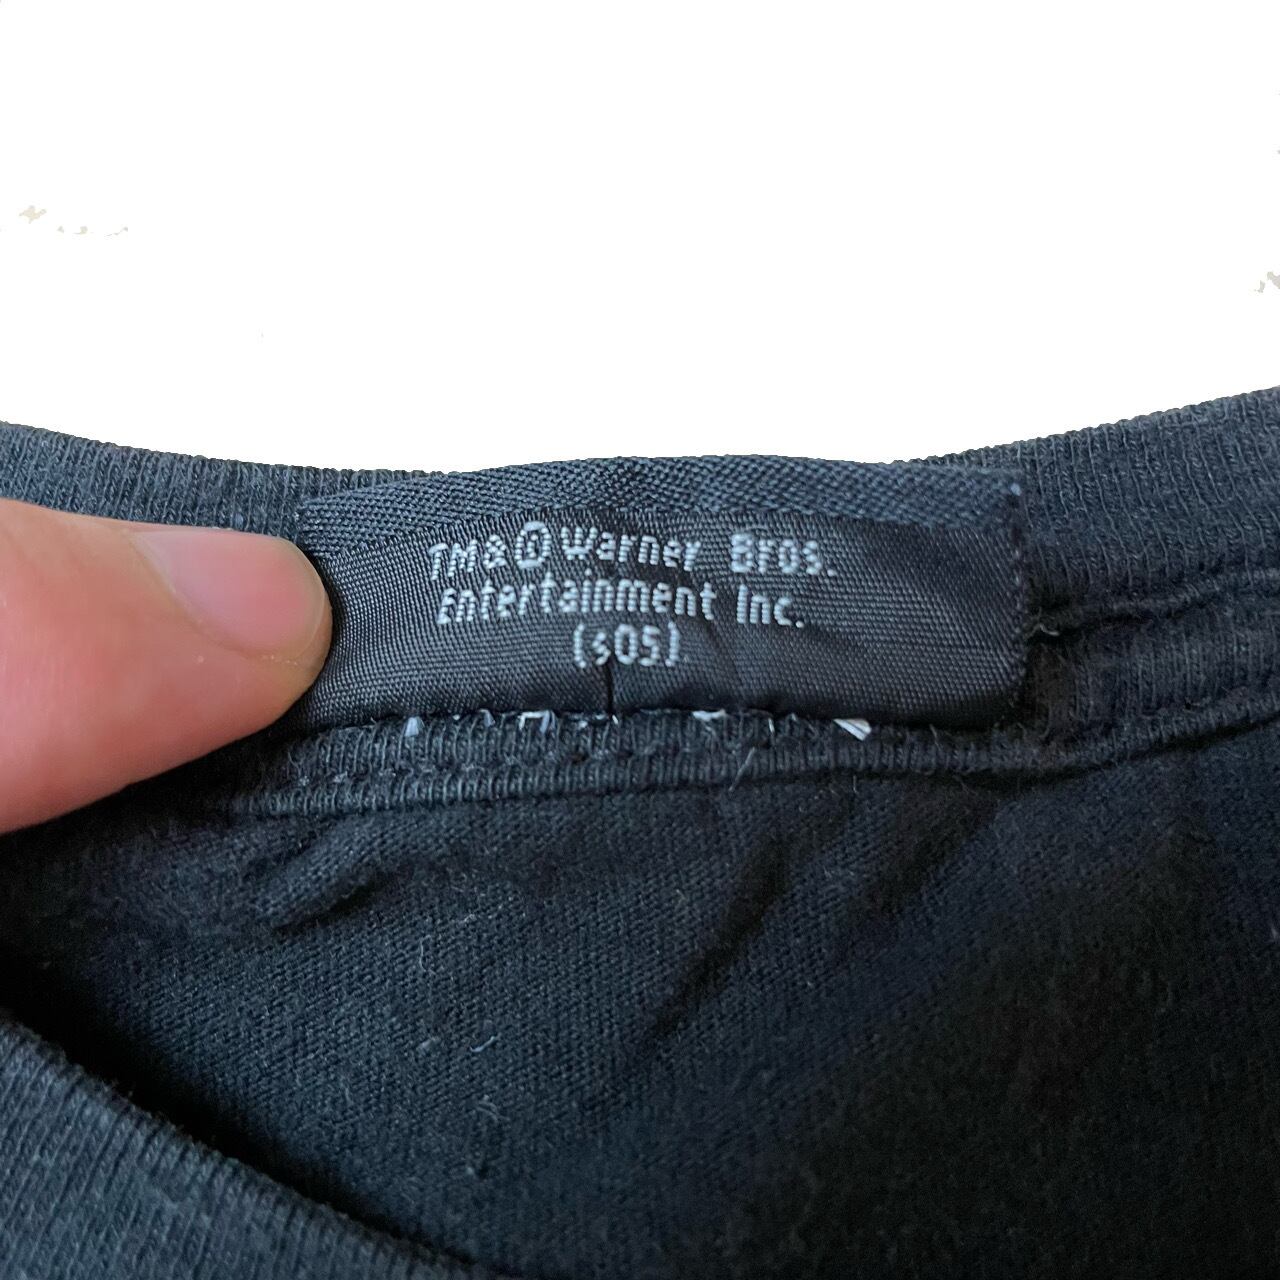 TM&©Warner Bros.
Entertainment Inc.
(s05)